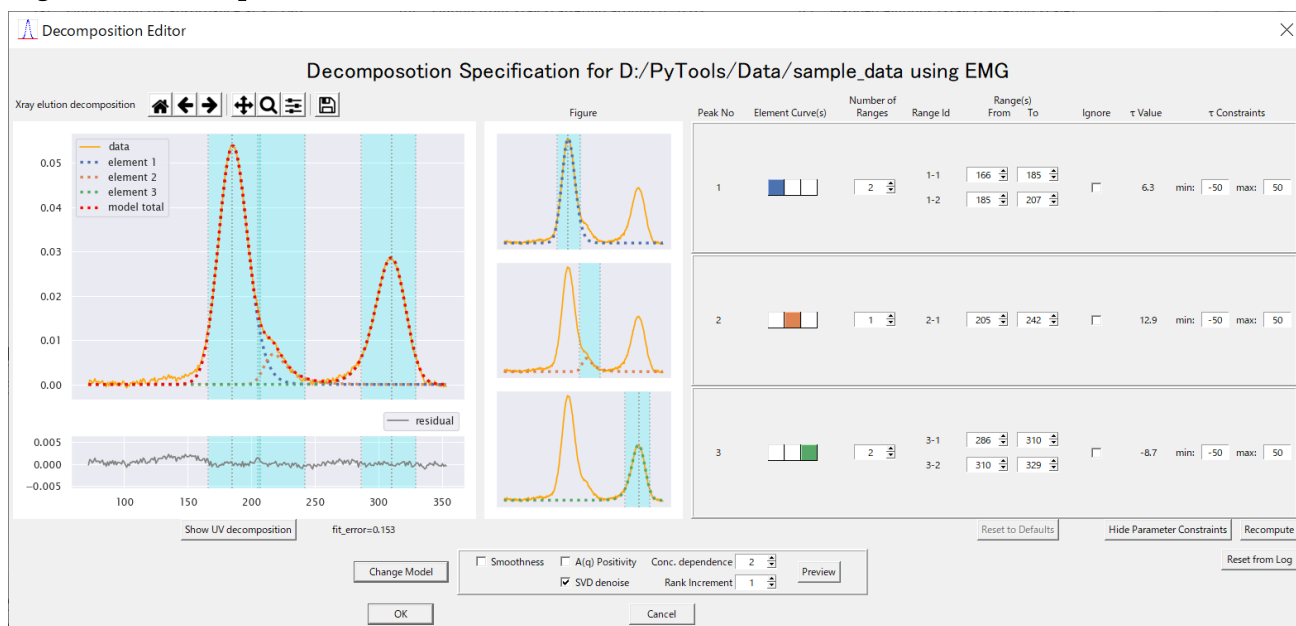 Decomposition Editor
Decomposotion Specification for D:/PyTools/Data/sample_data using EMG
Xray elution decomposition
Figure
Peak No
Element Curve(s)
Number of
Ranges
Range Id
Range(s)
From To
Ignore
τ Value
τ Constraints
data
element 1
element 2
element 3
model total
0.05
0.04
0.03
0.02
0.01
0.00
residual
0.005
0.000
−0.005
100 150 200 250 300 350
1 2 1-1 166 185 6.3 min: -50 max: 50
1-2 185 207
2 1 2-1 205 242 12.9 min: -50 max: 50
3 2 3-1 286 310 -8.7 min: -50 max: 50
3-2 310 329
Show UV decomposition fit_error=0.153 Reset to Defaults Hide Parameter Constraints Recompute
Reset from Log
Change Model
Smoothness A(q) Positivity Conc. dependence 2
SVD denoise Rank Increment 1
Preview
OK Cancel